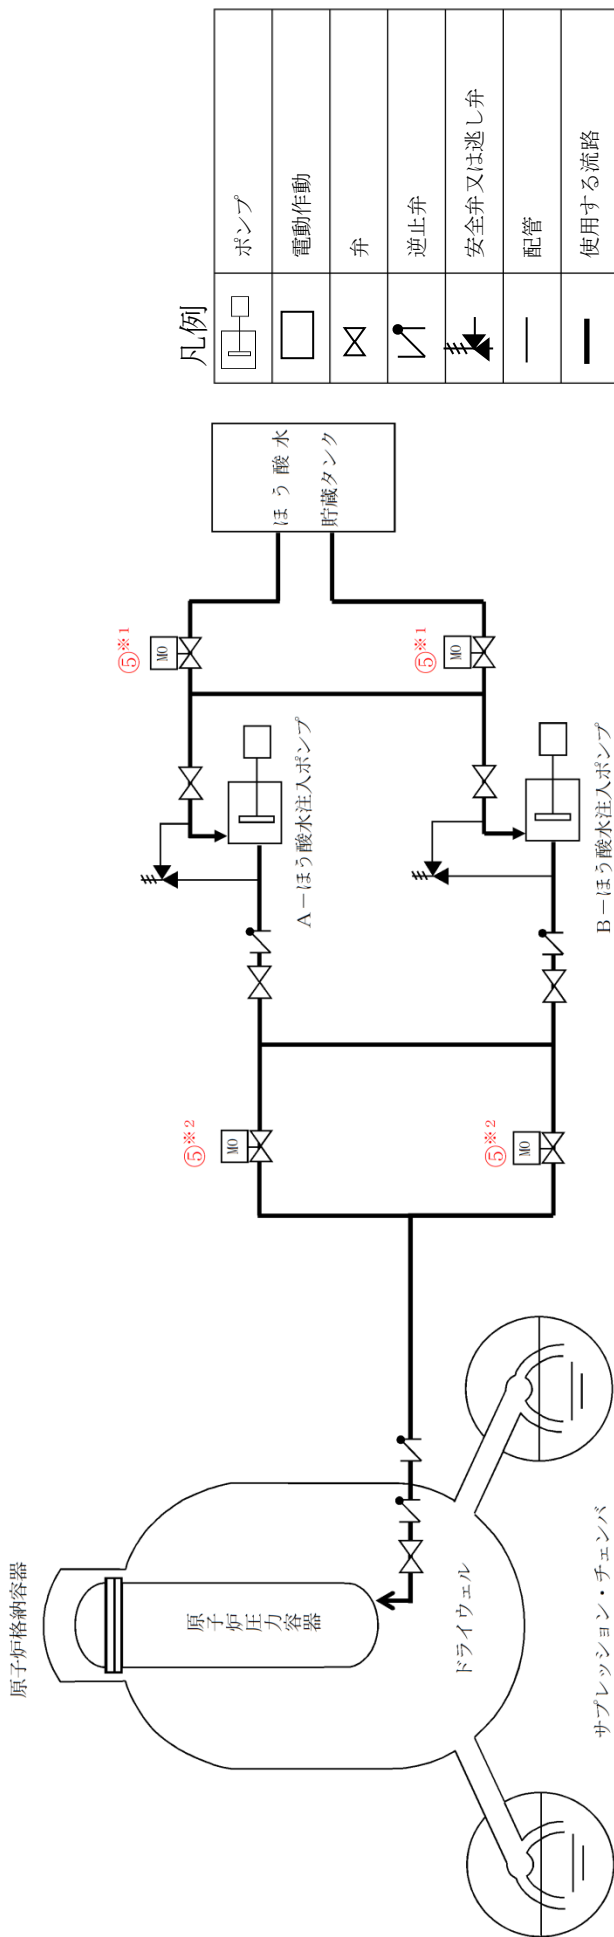 原子炉格納容器
原子炉圧力容器
ドライウェル
サプレッション・チェンバ
⑤※2
MO
⑤※2
MO
A-ほう酸水注入ポンプ
B-ほう酸水注入ポンプ
⑤※1
MO
⑤※1
MO
ほう酸水
貯蔵タンク
凡例
ポンプ
電動作動
弁
逆止弁
安全弁又は逃し弁
配管
使用する流路